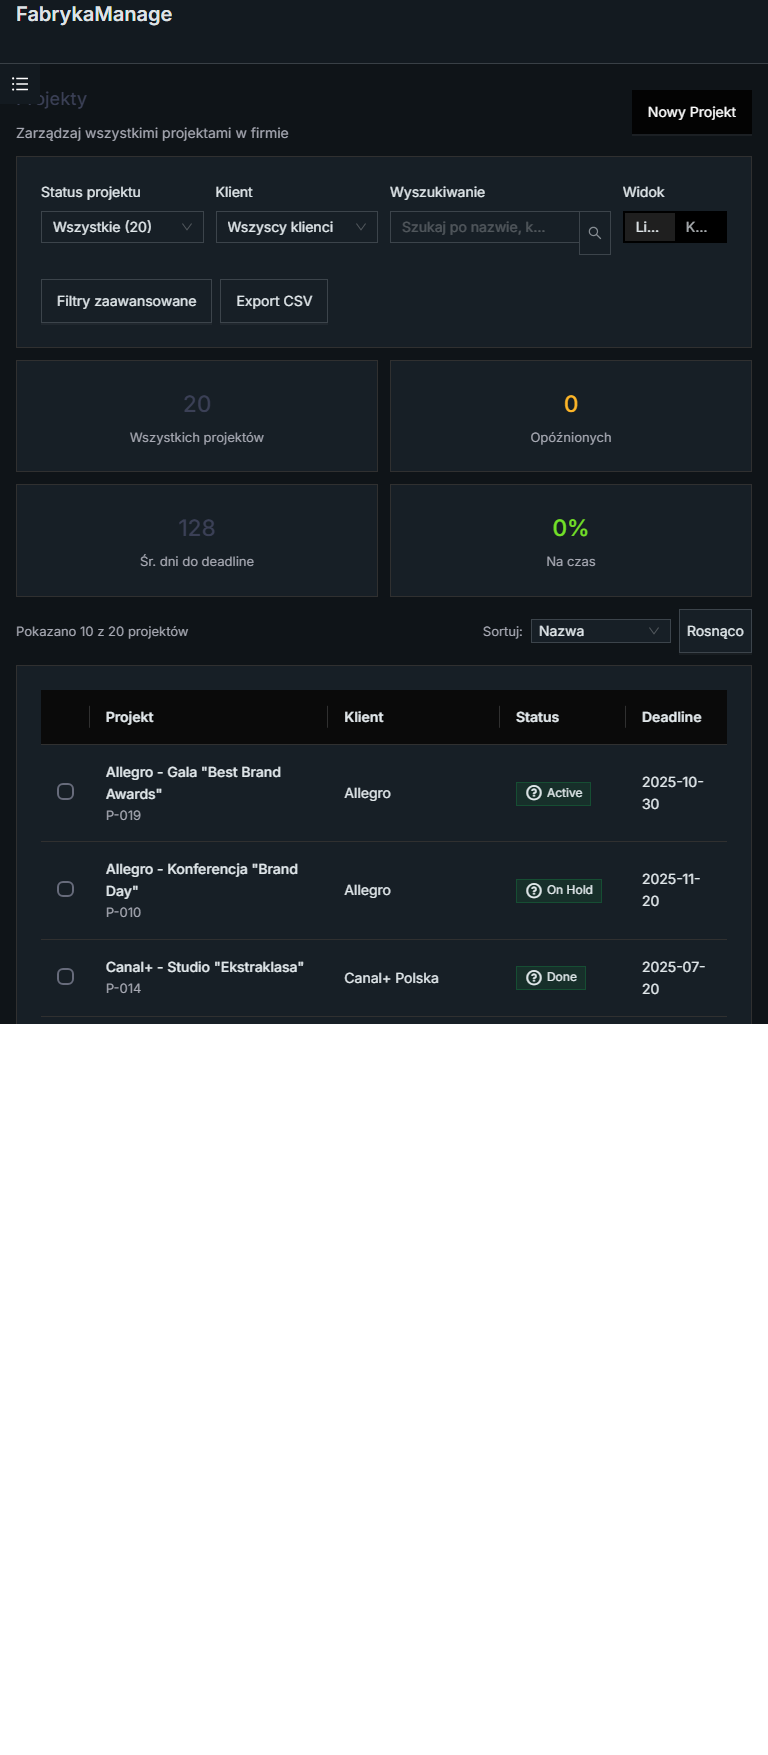 FabrykaManage
ojekty
Nowy Projekt
Zarządzaj wszystkimi projektami w firmie
Status projektu
Klient
Wyszukiwanie
Widok
Wszystkie (20)
Wszyscy klienci
Szukaj po nazwie, k...
Li...
K...
Filtry zaawansowane
Export CSV
20
Wszystkich projektów
0
Opóźnionych
128
Śr. dni do deadline
0%
Na czas
Pokazano 10 z 20 projektów
Sortuj:
Nazwa
Rosnąco
Projekt
Klient
Status
Deadline
Allegro - Gala "Best Brand
Awards"
P-019
Allegro
Active
2025-10-
30
Allegro - Konferencja "Brand
Day"
P-010
Allegro
On Hold
2025-11-
20
Canal+ - Studio "Ekstraklasa"
P-014
Canal+ Polska
Done
2025-07-
20